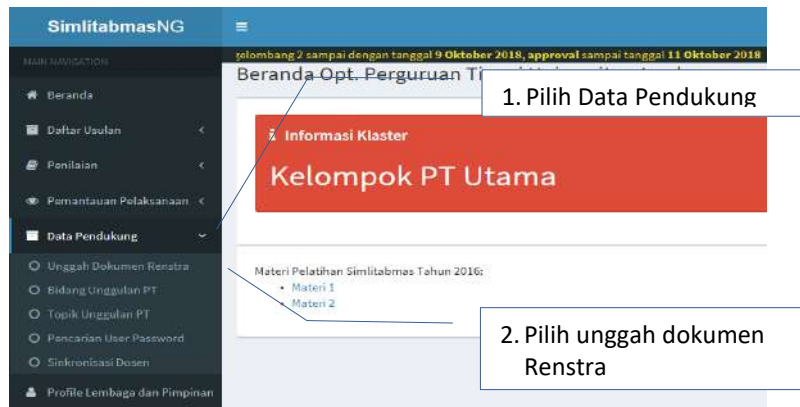 SimlitabmasNG
MAIN NAVIGATION
gelombang 2 sampai dengan tanggal 9 Oktober 2018, approval sampai tanggal 11 Oktober 2018
Beranda Opt. Perguruan
Beranda
Daftar Usulan
Penilaian
Pemantauan Pelaksanaan
Data Pendukung
Unggah Dokumen Renstra
Bidang Unggulan PT
Topik Unggulan PT
Pencarian User Password
Sinkronisasi Dosen
Profile Lembaga dan Pimpinan
1. Pilih Data Pendukung
Informasi Klaster
Kelompok PT Utama
Materi Pelatihan Simlitabmas Tahun 2016:
• Materi 1
• Materi 2
2. Pilih unggah dokumen
Renstra